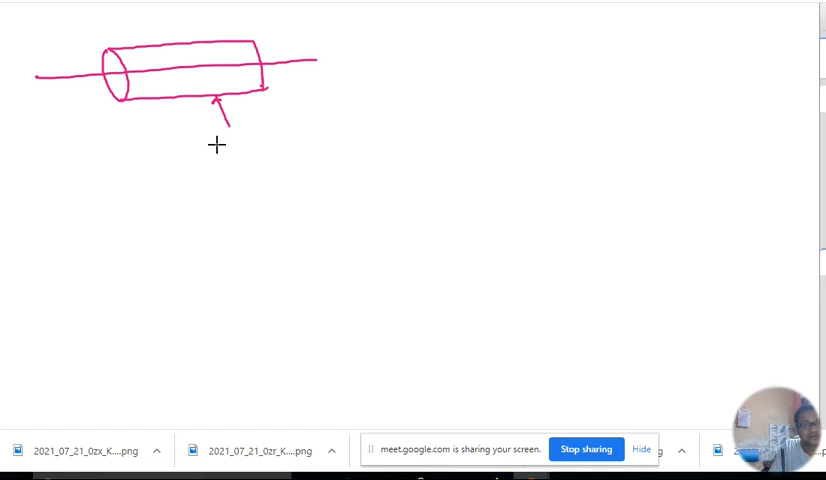 2021_07_21_0zx_K....png
2021_07_21_0zr_K....png
meet.google.com is sharing your screen.
Stop sharing
Hide